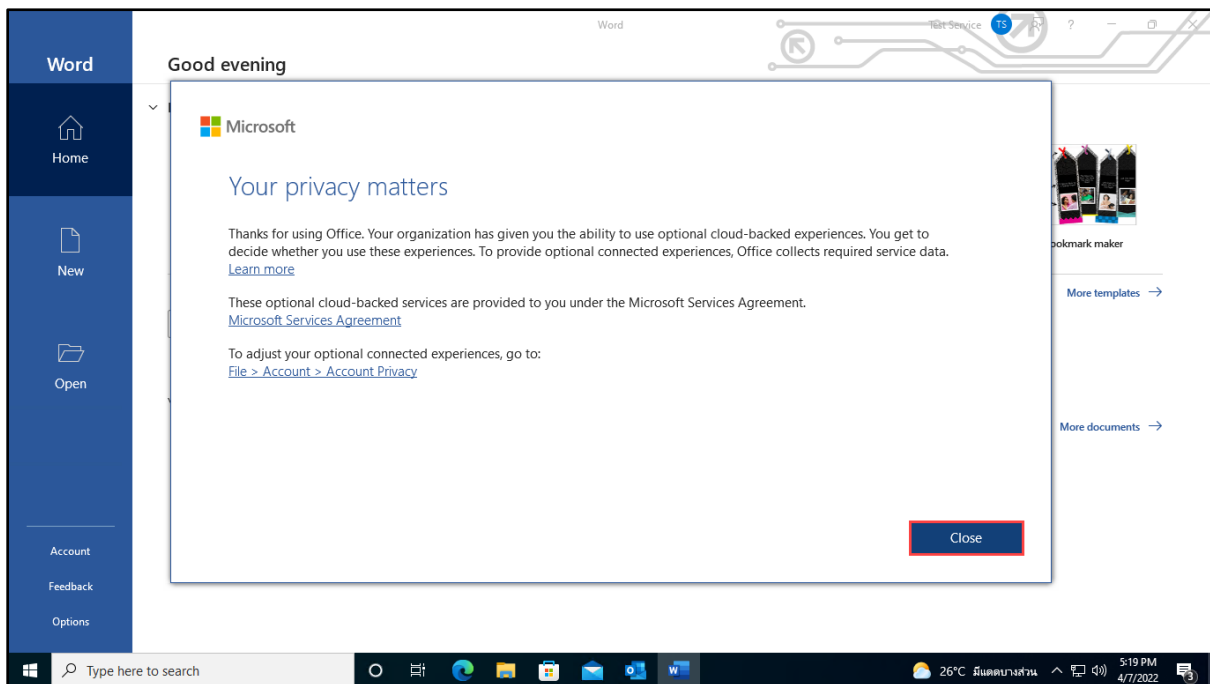 Word
Test Service TS ?
Word
Good evening
Home
New
Open
Account
Feedback
Options
Microsoft
Your privacy matters
Thanks for using Office. Your organization has given you the ability to use optional cloud-backed experiences. You get to
decide whether you use these experiences. To provide optional connected experiences, Office collects required service data.
Learn more
These optional cloud-backed services are provided to you under the Microsoft Services Agreement.
Microsoft Services Agreement
To adjust your optional connected experiences, go to:
File > Account > Account Privacy
Close
ookmark maker
More templates →
More documents →
Type here to search
26°C มีแดดบางส่วน
5:19 PM
4/7/2022
3